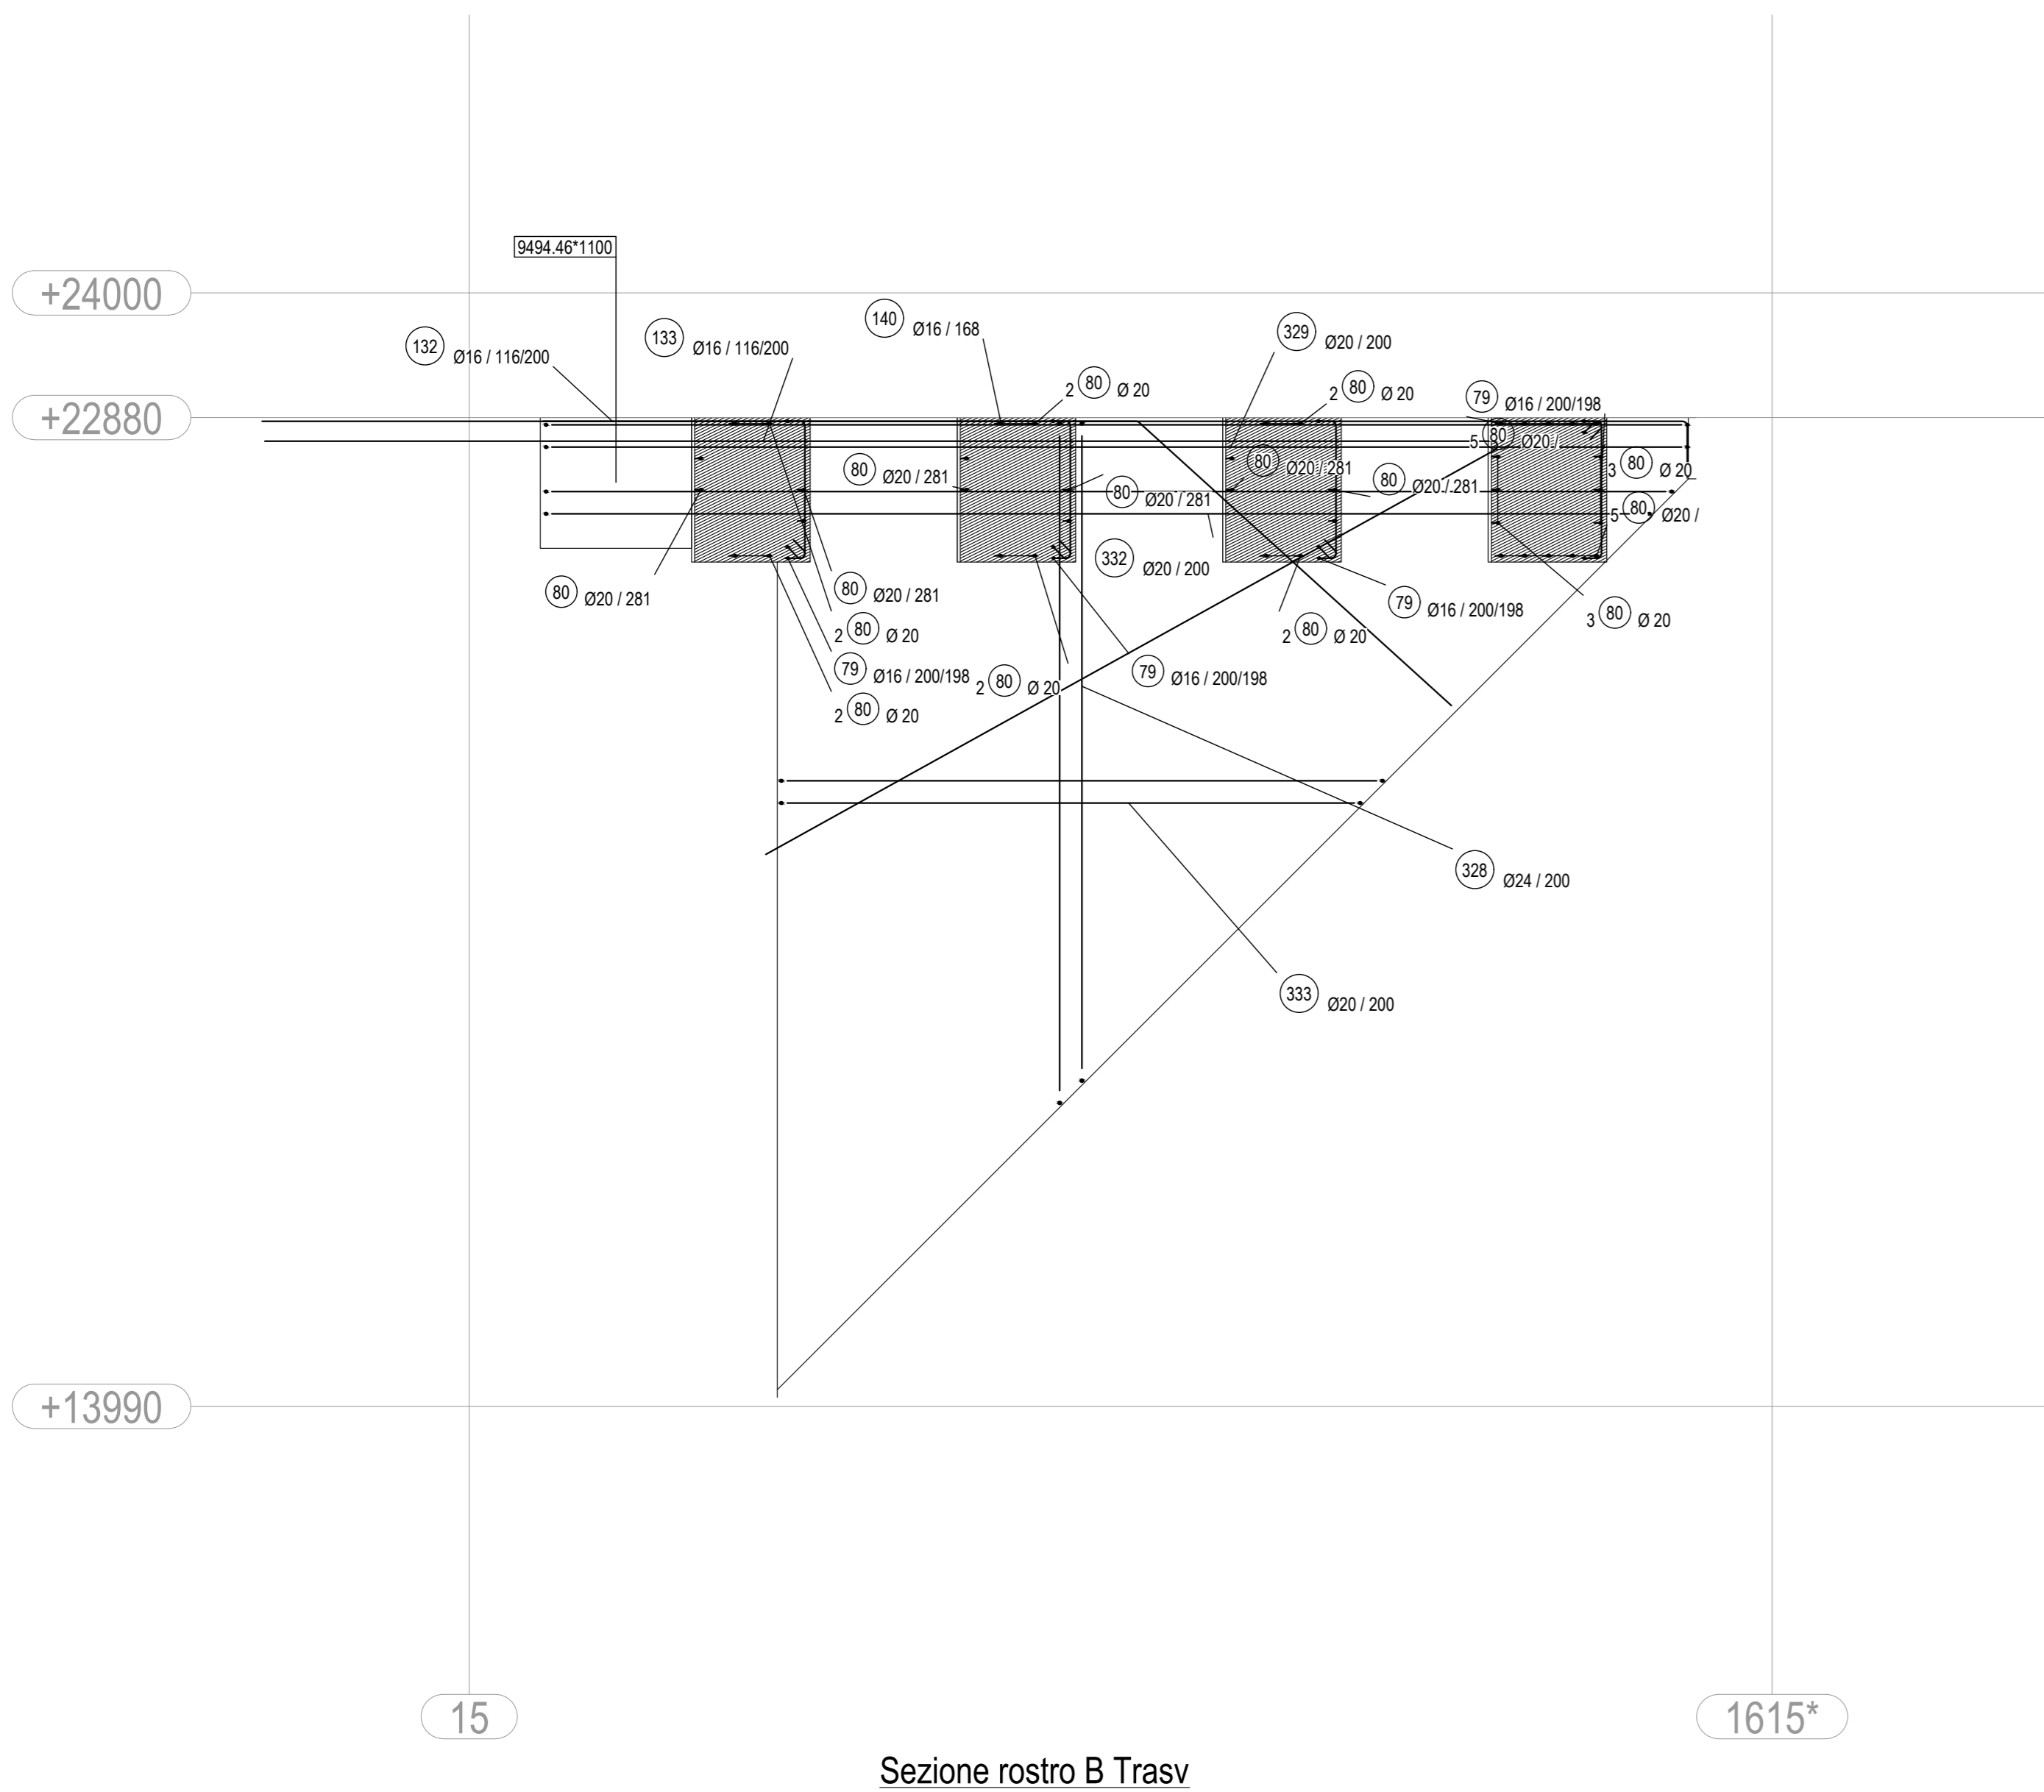 9494.46*1100
+24000
140 Ø16 / 168
133 Ø16 / 116/200
329 Ø20 / 200
132 Ø16 / 116/200
2 80 Ø 20
2 80 Ø 20
79 Ø16 / 200/198
+22880
5 80 Ø20 /
80 Ø20 / 281
80 Ø20 / 281
3 80 Ø 20
80 Ø20 / 281
80 Ø20 / 281
5 80 Ø20 /
332 Ø20 / 200
80 Ø20 / 281
80 Ø20 / 281
79 Ø16 / 200/198
3 80 Ø 20
2 80 Ø 20
2 80 Ø 20
79 Ø16 / 200/198
2 80 Ø 20
79 Ø16 / 200/198
2 80 Ø 20
328 Ø24 / 200
333 Ø20 / 200
+13990
15
1615*
Sezione rostro B Trasv